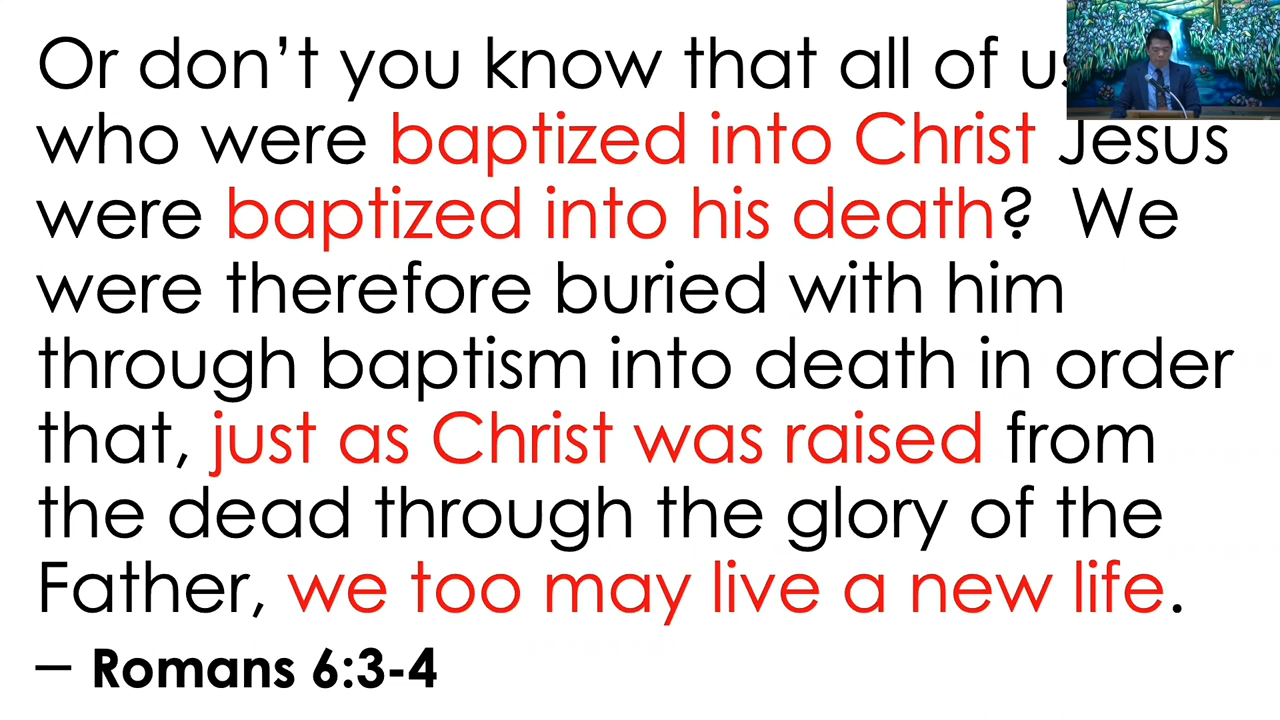 Or don’t you know that all of us
who were baptized into Christ Jesus
were baptized into his death? We
were therefore buried with him
through baptism into death in order
that, just as Christ was raised from
the dead through the glory of the
Father, we too may live a new life.
— Romans 6:3-4